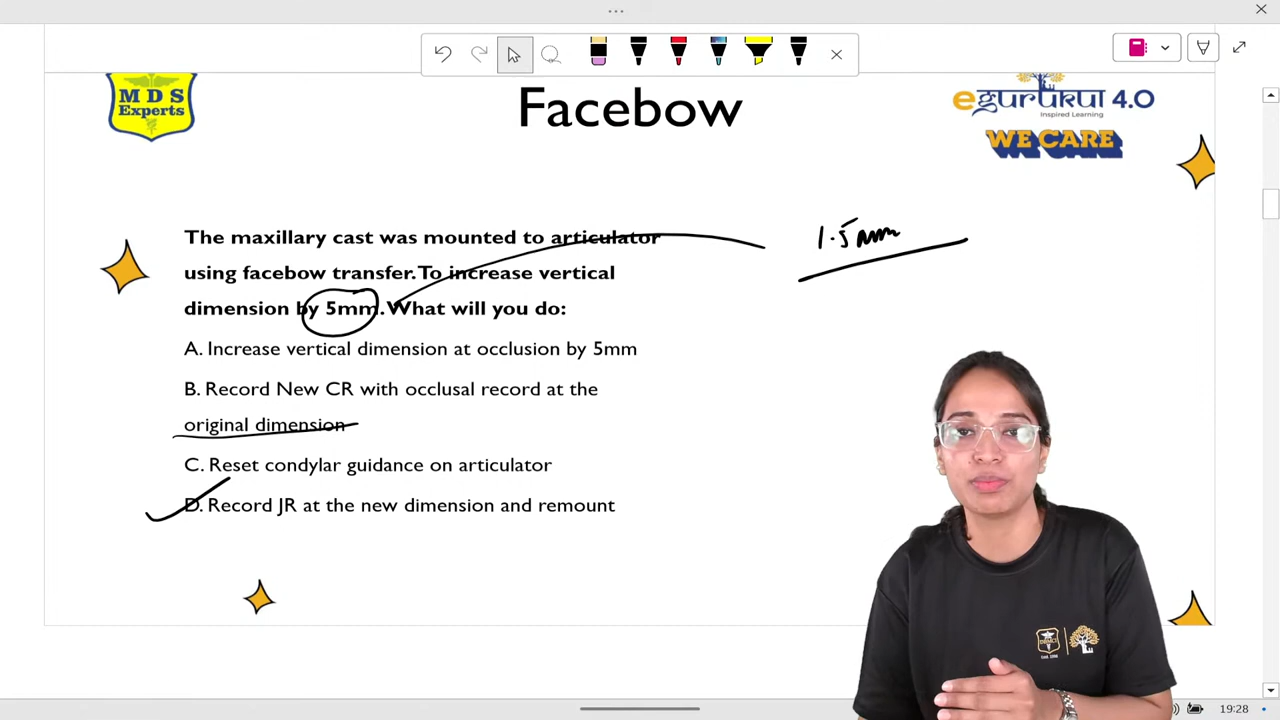 MDS
Experts
Facebow
eGurukul 4.0
Inspired Learning
WE CARE
The maxillary cast was mounted to articulator
using facebow transfer. To increase vertical
dimension by 5mm. What will you do:
A. Increase vertical dimension at occlusion by 5mm
B. Record New CR with occlusal record at the
original dimension
C. Reset condylar guidance on articulator
D. Record JR at the new dimension and remount
1.5mm
DBMCI
19:28